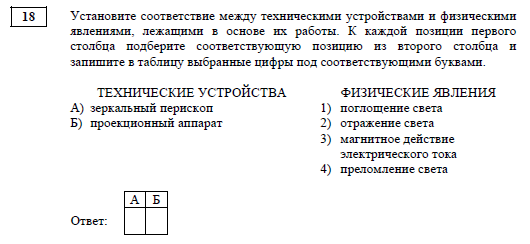 18
Установите соответствие между техническими устройствами и физическими
явлениями, лежащими в основе их работы. К каждой позиции первого
столбца подберите соответствующую позицию из второго столбца и
запишите в таблицу выбранные цифры под соответствующими буквами.
ТЕХНИЧЕСКИЕ УСТРОЙСТВА
А) зеркальный перископ
Б) проекционный аппарат
ФИЗИЧЕСКИЕ ЯВЛЕНИЯ
1) поглощение света
2) отражение света
3) магнитное действие
электрического тока
4) преломление света
А Б
Ответ: